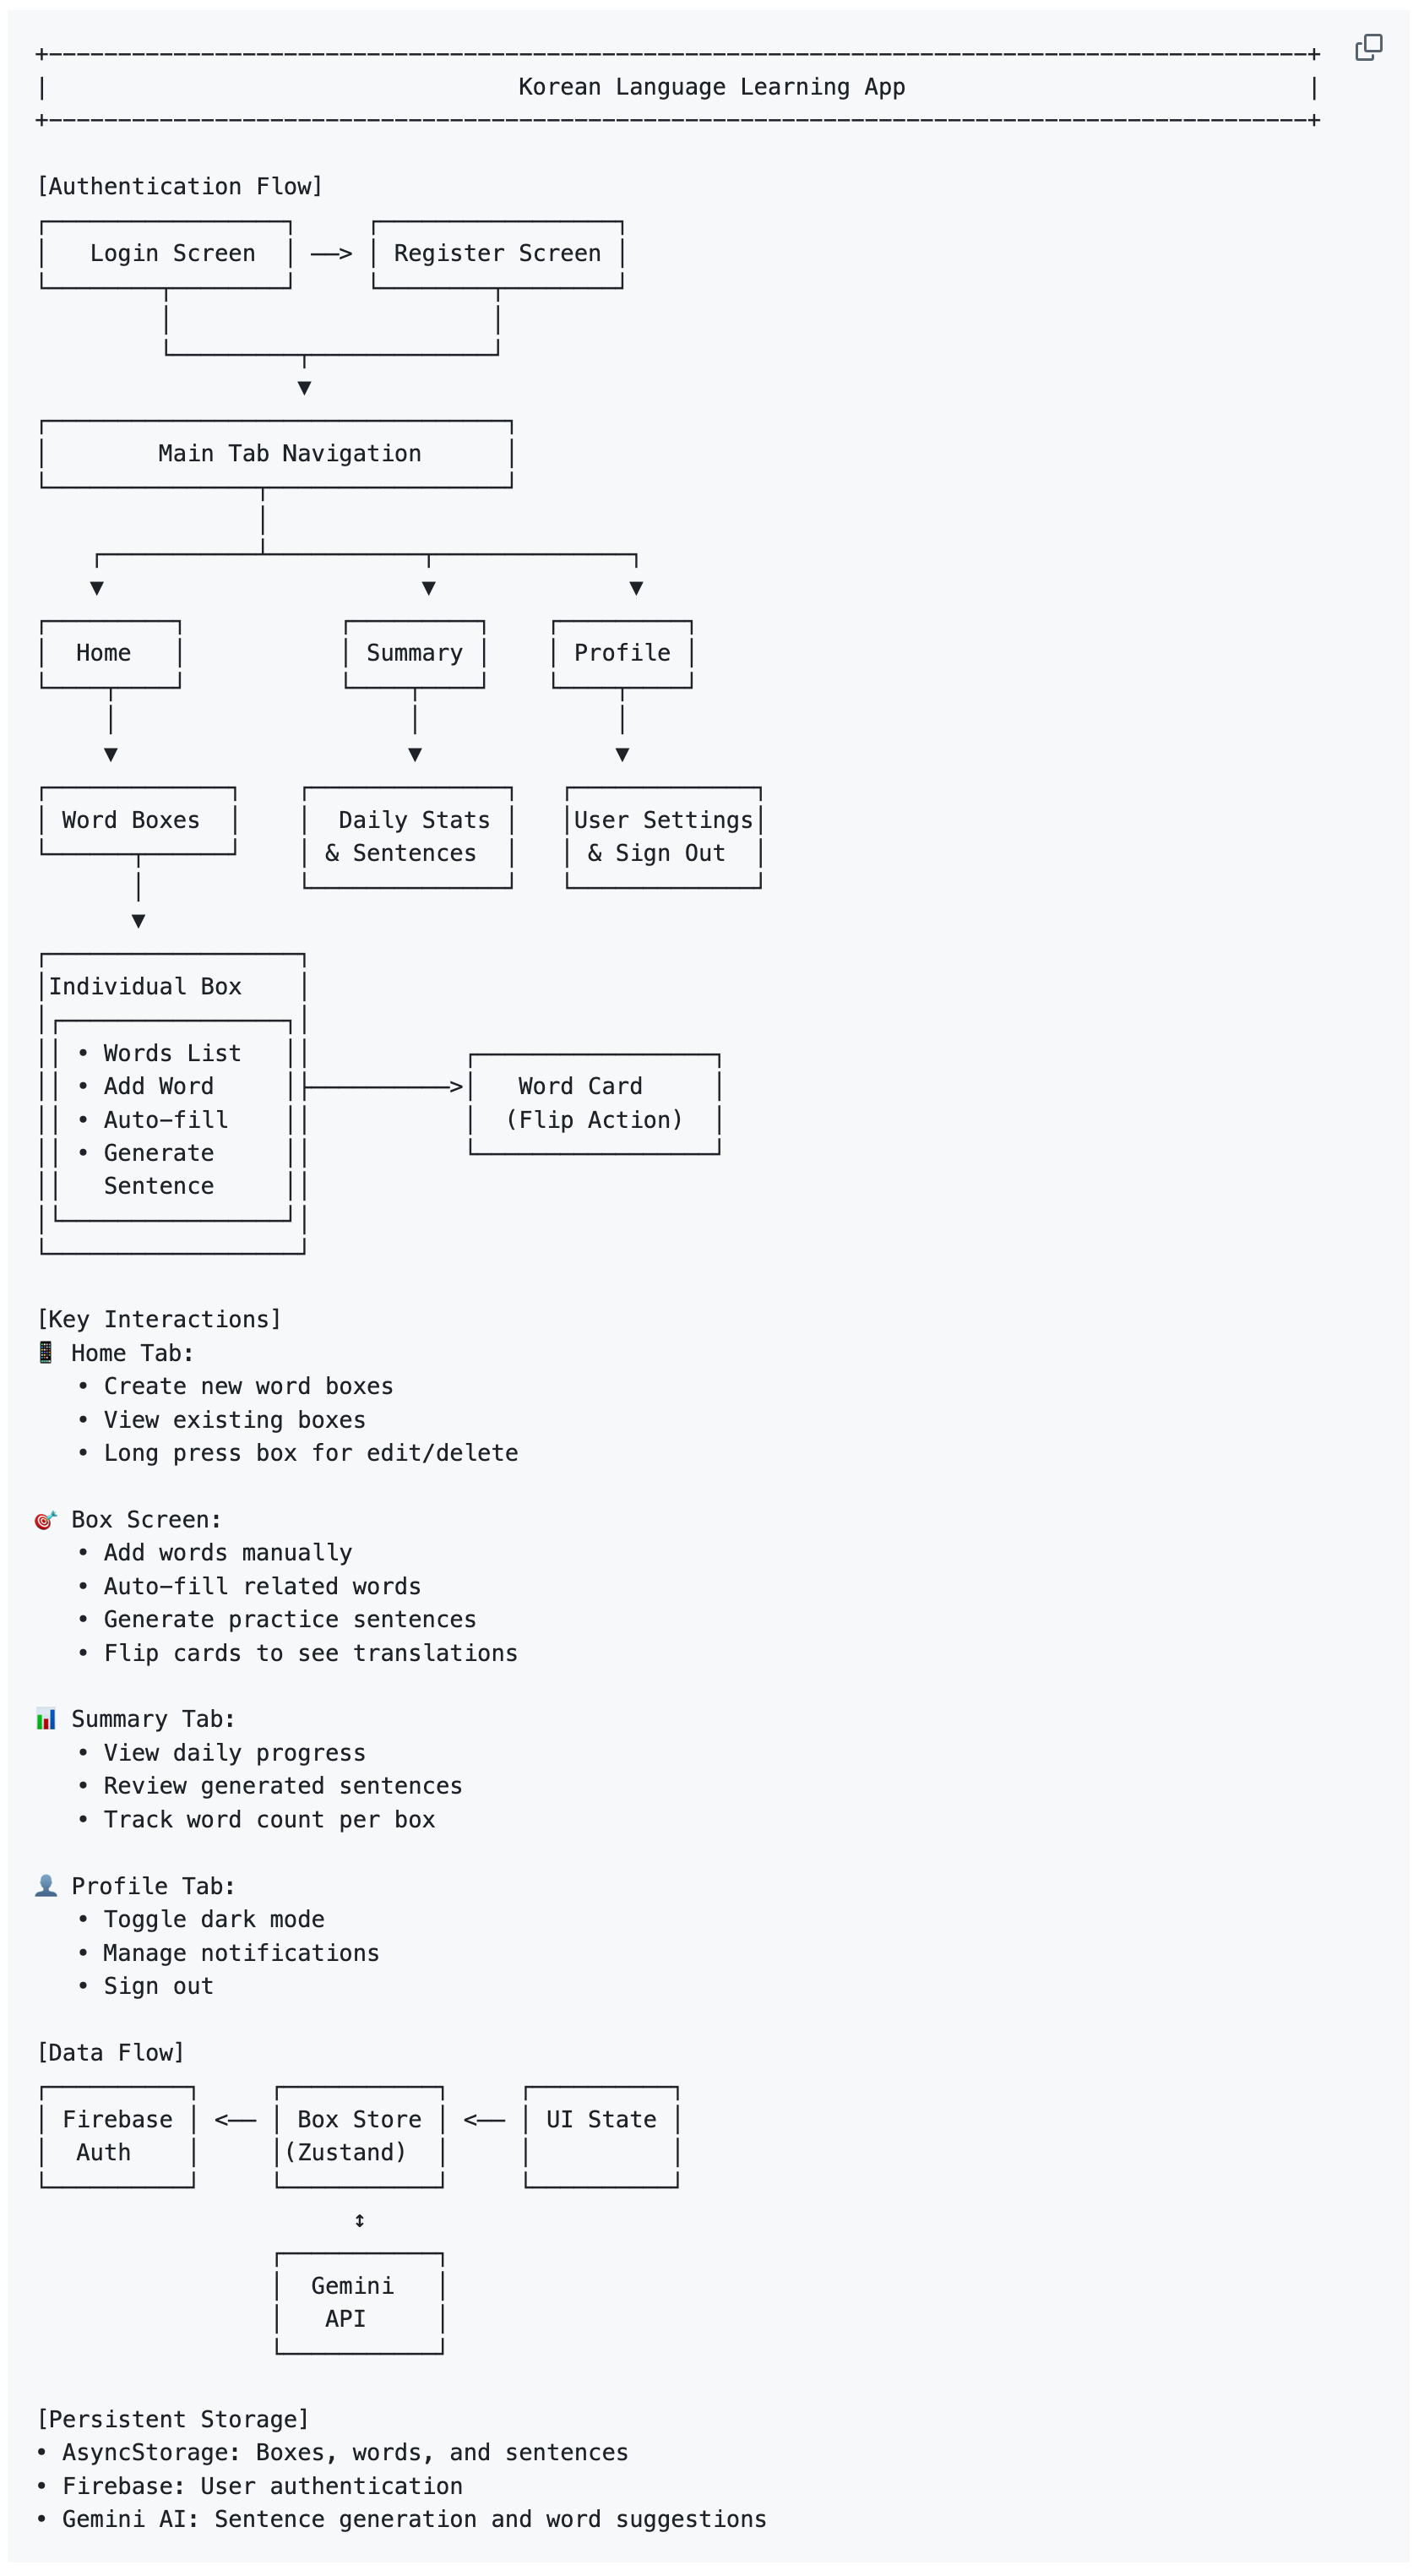 Korean Language Learning App
[Authentication Flow]
Login Screen ——> Register Screen
Main Tab Navigation
Home Summary Profile
Word Boxes Daily Stats User Settings
& Sentences & Sign Out
Individual Box
• Words List
• Add Word Word Card
• Auto-fill (Flip Action)
• Generate
Sentence
[Key Interactions]
📱 Home Tab:
• Create new word boxes
• View existing boxes
• Long press box for edit/delete
🎯 Box Screen:
• Add words manually
• Auto-fill related words
• Generate practice sentences
• Flip cards to see translations
📊 Summary Tab:
• View daily progress
• Review generated sentences
• Track word count per box
👤 Profile Tab:
• Toggle dark mode
• Manage notifications
• Sign out
[Data Flow]
Firebase <—— Box Store <—— UI State
Auth (Zustand)
↕
Gemini
API
[Persistent Storage]
• AsyncStorage: Boxes, words, and sentences
• Firebase: User authentication
• Gemini AI: Sentence generation and word suggestions